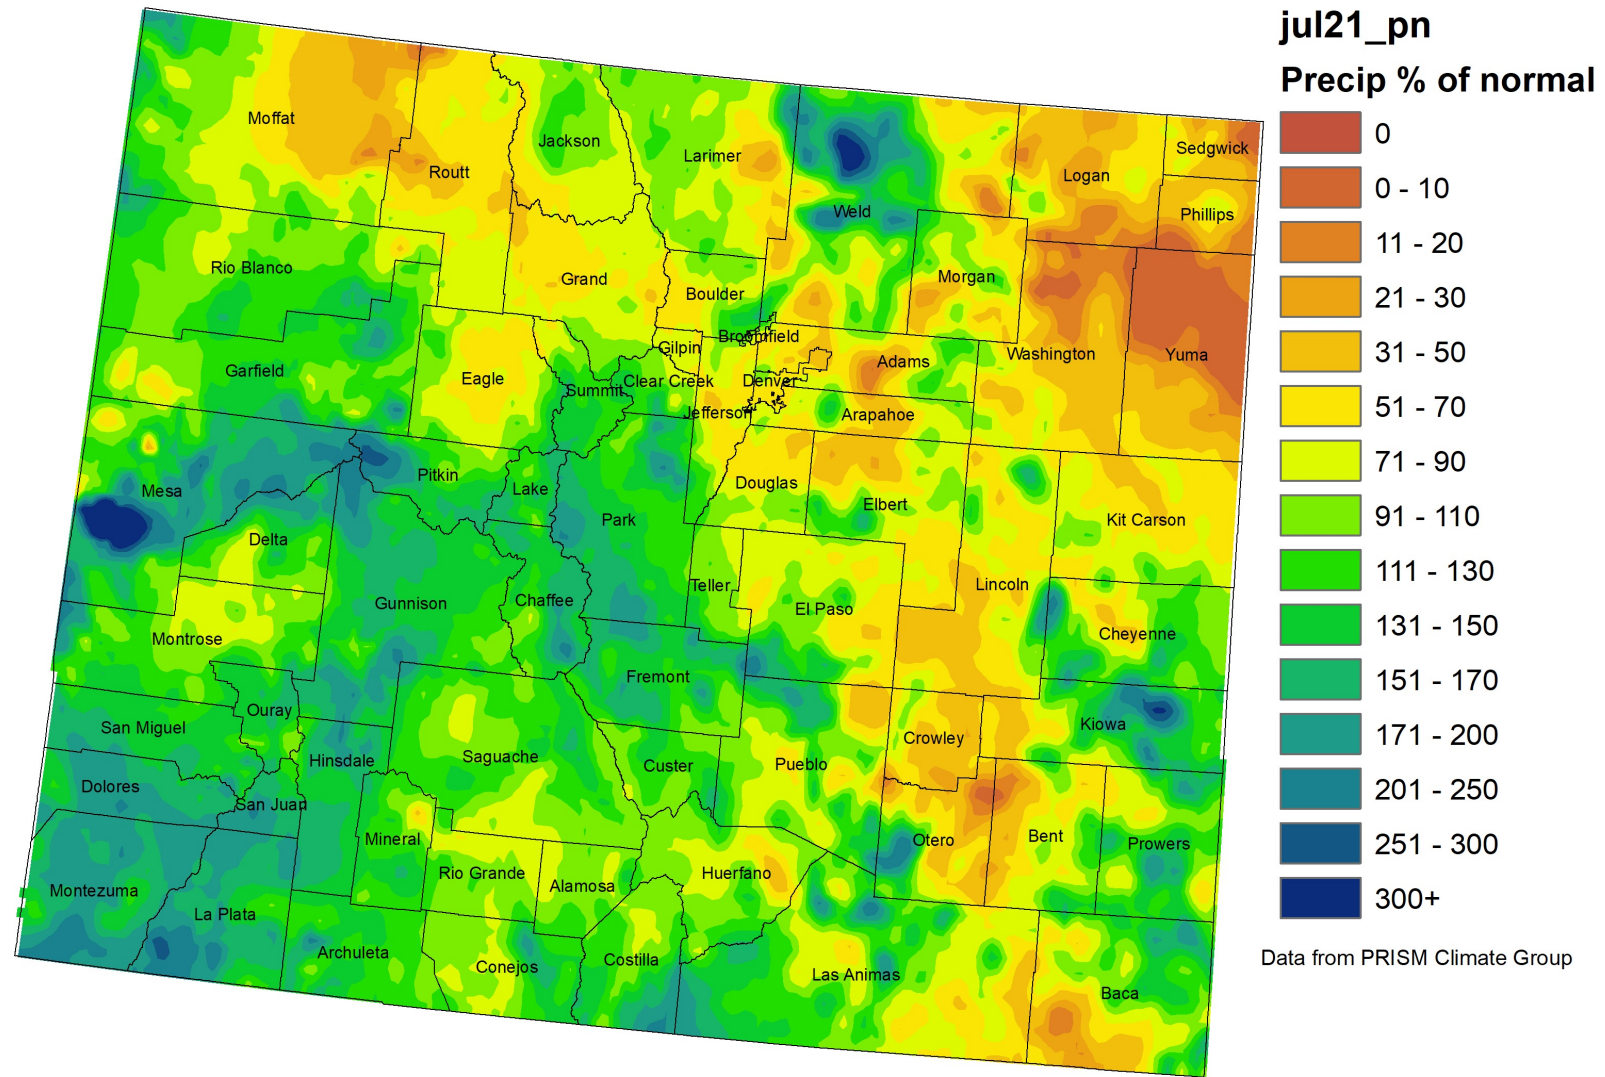 jul21_pn
Precip % of normal
0
0 - 10
11 - 20
21 - 30
31 - 50
51 - 70
71 - 90
91 - 110
111 - 130
131 - 150
151 - 170
171 - 200
201 - 250
251 - 300
300+
Data from PRISM Climate Group
Moffat
Routt
Jackson
Larimer
Weld
Logan
Sedgwick
Phillips
Rio Blanco
Grand
Boulder
Morgan
Broomfield
Gilpin
Washington
Yuma
Garfield
Eagle
Summit
Clear Creek
Denver
Adams
Jefferson
Arapahoe
Mesa
Pitkin
Lake
Park
Douglas
Elbert
Kit Carson
Delta
Gunnison
Chaffee
Teller
El Paso
Lincoln
Cheyenne
Montrose
Fremont
San Miguel
Ouray
Hinsdale
Saguache
Custer
Pueblo
Crowley
Kiowa
Dolores
San Juan
Mineral
Otero
Bent
Prowers
Montezuma
La Plata
Rio Grande
Alamosa
Huerfano
Archuleta
Conejos
Costilla
Las Animas
Baca